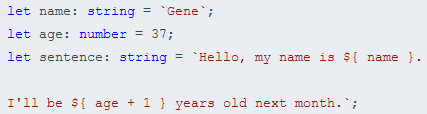 let name: string = `Gene`;
let age: number = 37;
let sentence: string = `Hello, my name is ${ name }.
I'll be ${ age + 1 } years old next month.`;